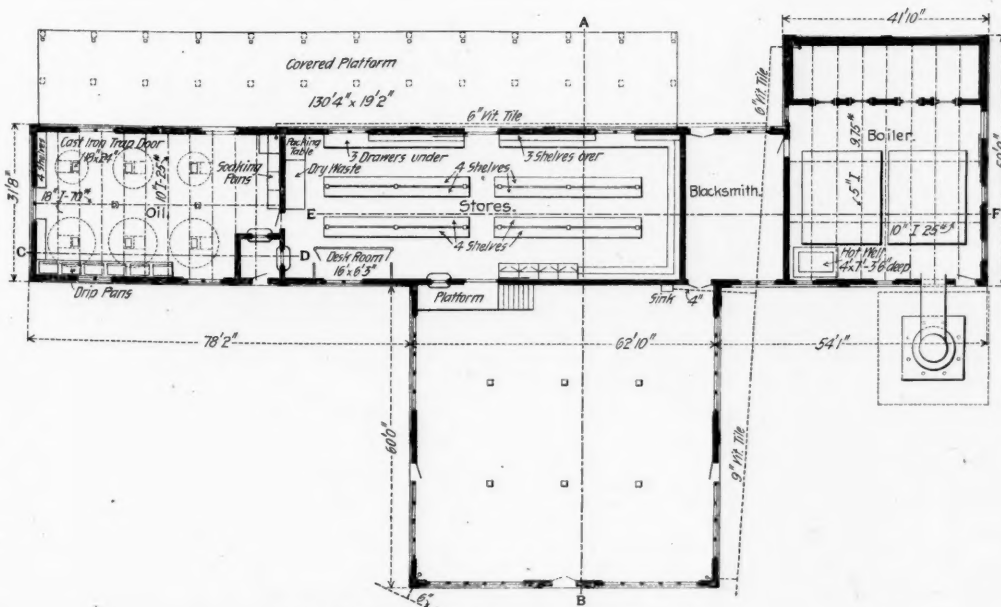 A
41'10"
Covered Platform
130'4" x 19'2"
6" Vit. Tile
6" Vit. Tile
Cast Iron Trap Door
18"x24"
4 Shelves
Soaking
Pans
Packing
Table
Dry Waste
3 Drawers under
3 Shelves over
4 Shelves
Boiler.
9.75#
31'8"
18" I-70#
10" I-25#
Oil.
E
Stores.
Blacksmith.
5" I
10" I 25#
F
C
D
Desk Room
16'x 6'5"
4 Shelves
Hot Well
4'x7'-3'6" deep
Drip Pans
Platform
Sink
4"
78'2"
62'10"
54'1"
60'0"
9" Vit. Tile
6"
B